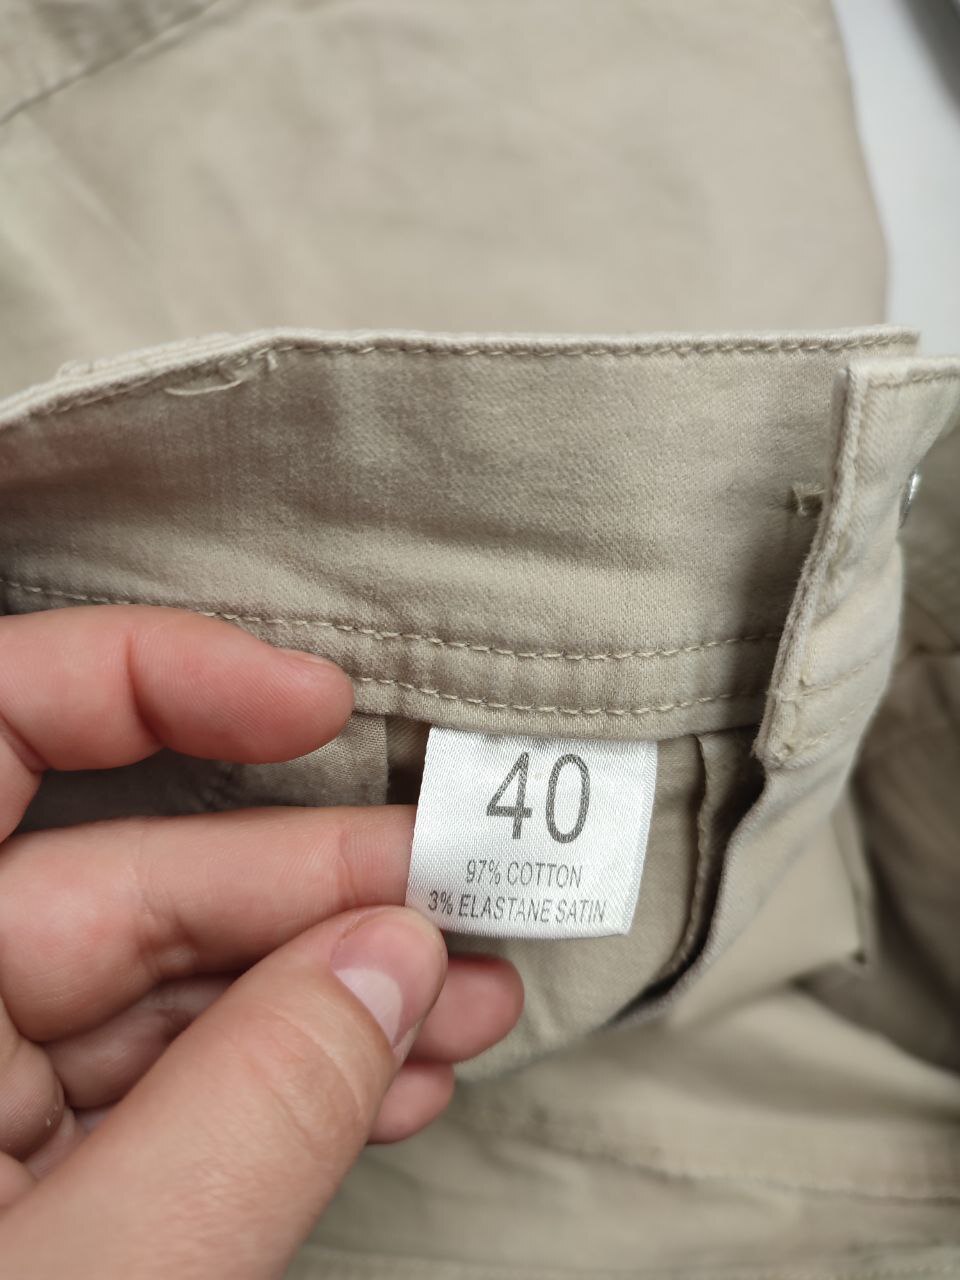 40
97% COTTON
3% ELASTANE SATIN